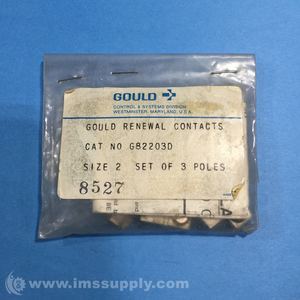 GOULD
CONTROL & SYSTEMS DIVISION
WESTMINSTER, MARYLAND, U.S.A.
GOULD RENEWAL CONTACTS
CAT NO G82203D
SIZE 2 SET OF 3 POLES
8527
© www.imssupply.com